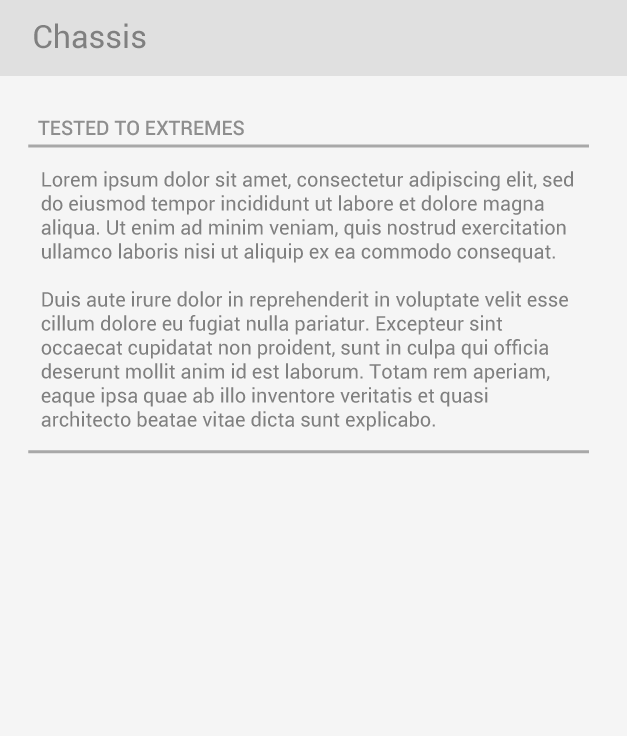 Chassis
TESTED TO EXTREMES
Lorem ipsum dolor sit amet, consectetur adipiscing elit, sed
do eiusmod tempor incididunt ut labore et dolore magna
aliqua. Ut enim ad minim veniam, quis nostrud exercitation
ullamco laboris nisi ut aliquip ex ea commodo consequat.
Duis aute irure dolor in reprehenderit in voluptate velit esse
cillum dolore eu fugiat nulla pariatur. Excepteur sint
occaecat cupidatat non proident, sunt in culpa qui officia
deserunt mollit anim id est laborum. Totam rem aperiam,
eaque ipsa quae ab illo inventore veritatis et quasi
architecto beatae vitae dicta sunt explicabo.